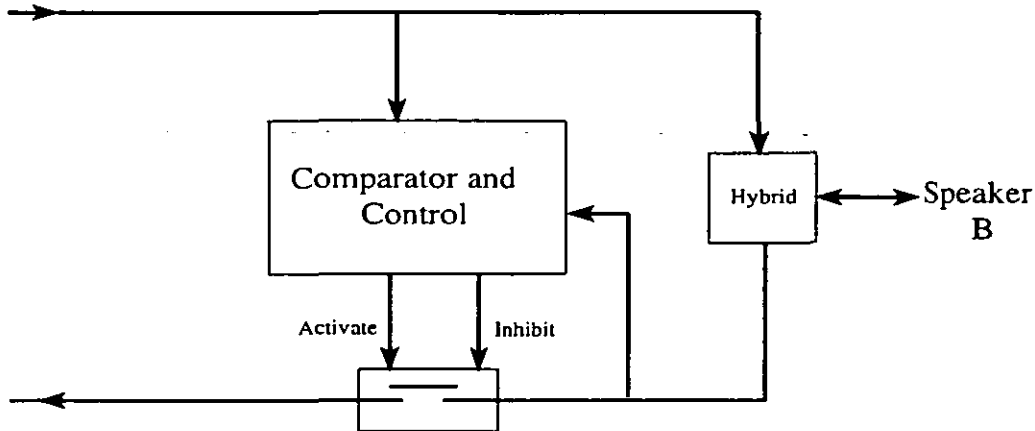 Comparator and
Control
Hybrid
Speaker
B
Activate
Inhibit